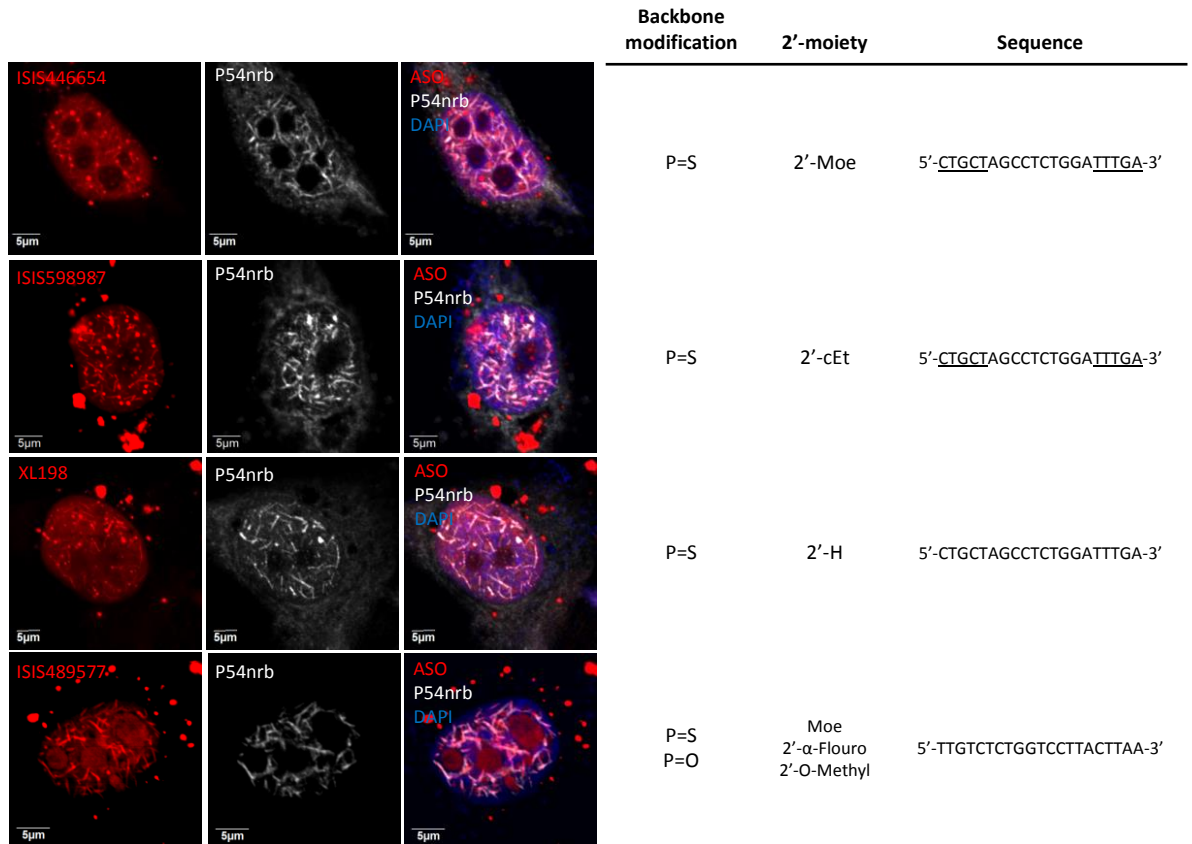 Backbone
modification 2'-moiety Sequence
ISIS446654 P54nrb ASO
P54nrb
DAPI
5µm 5µm 5µm
P=S 2'-Moe 5'-CTGCTAGCCTCTGGATTTGA-3'
ISIS598987 P54nrb ASO
P54nrb
DAPI
5µm 5µm 5µm
P=S 2'-cEt 5'-CTGCTAGCCTCTGGATTTGA-3'
XL198 P54nrb ASO
P54nrb
DAPI
5µm 5µm 5µm
P=S 2'-H 5'-CTGCTAGCCTCTGGATTTGA-3'
ISIS489577 P54nrb ASO
P54nrb
DAPI
5µm 5µm 5µm
P=S
P=O
Moe
2'-α-Flouro
2'-O-Methyl
5'-TTGTCTCTGGTCCTTACTTAA-3'